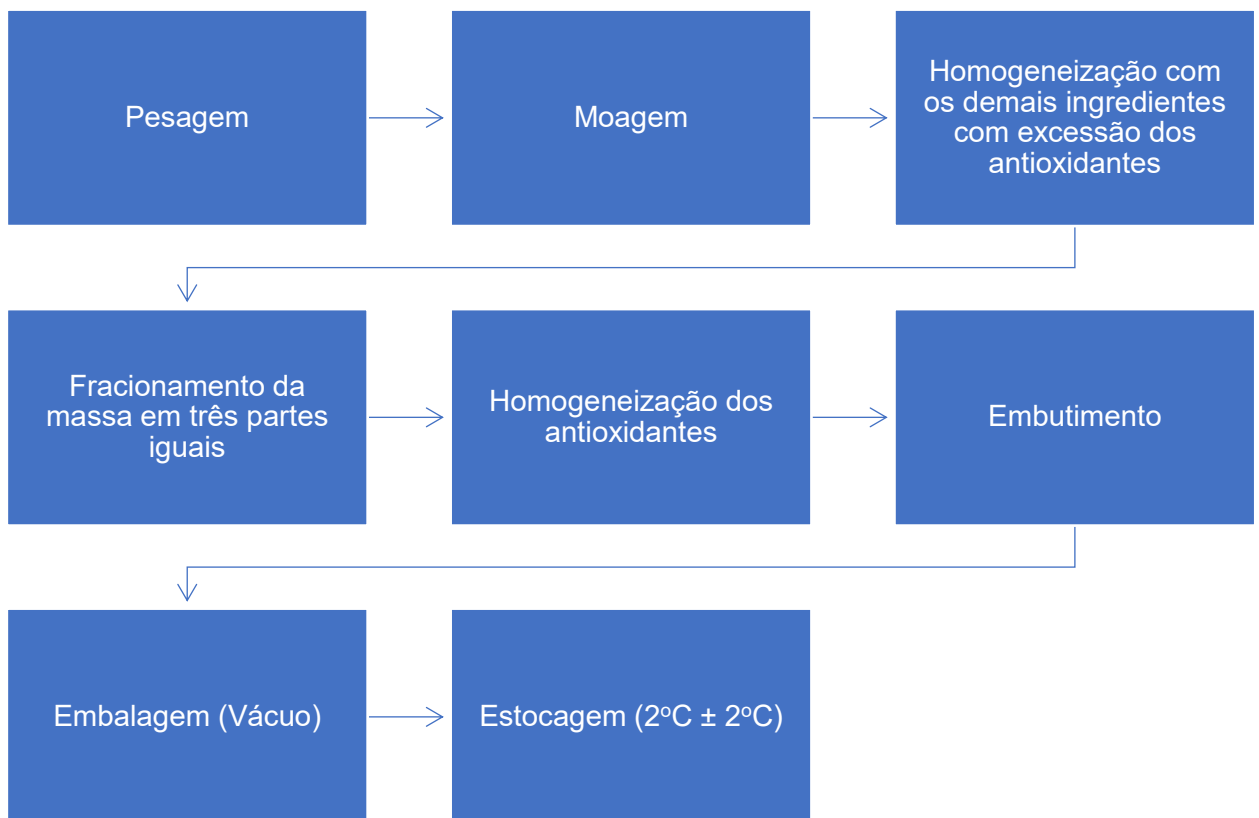 Pesagem
Moagem
Homogeneização com
os demais ingredientes
com excessão dos
antioxidantes
Fracionamento da
massa em três partes
iguais
Homogeneização dos
antioxidantes
Embutimento
Embalagem (Vácuo)
Estocagem (2ºC ± 2ºC)